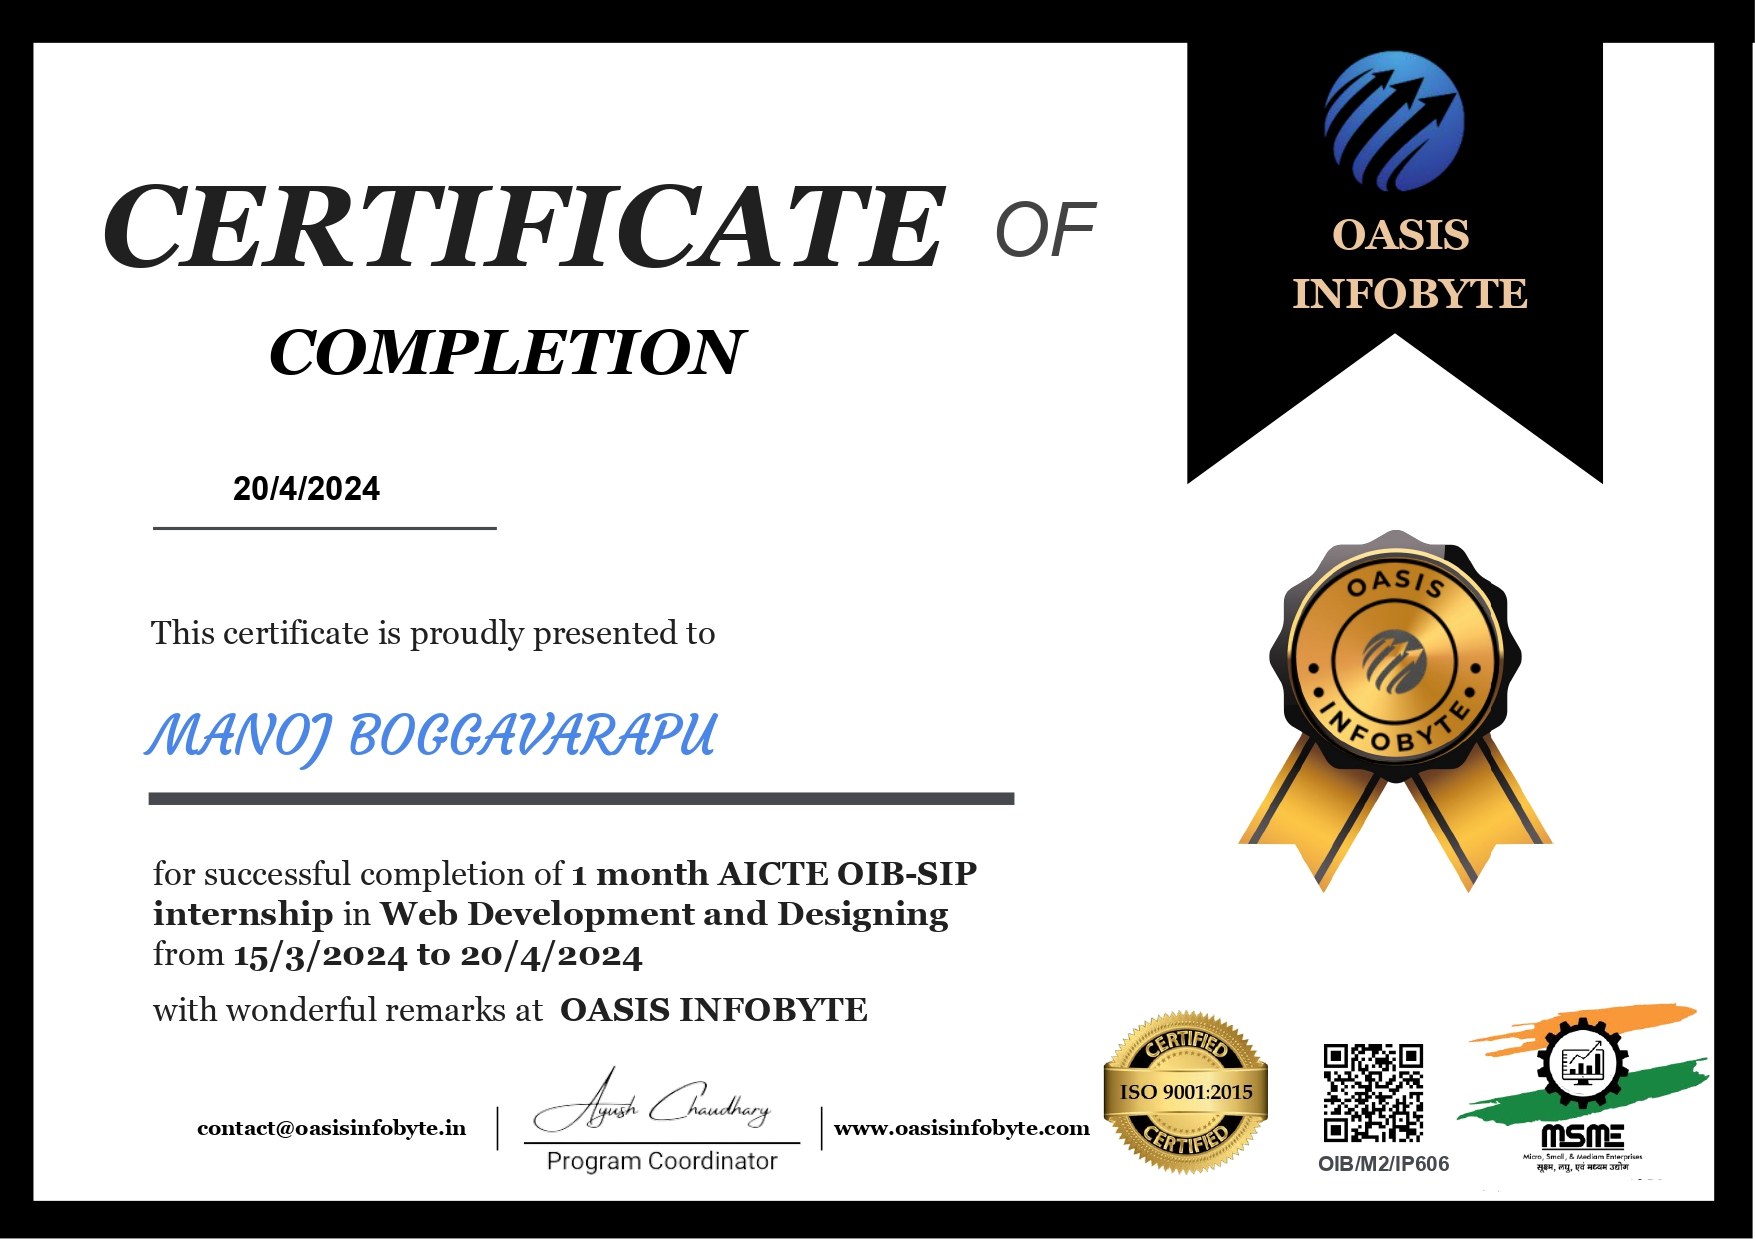 CERTIFICATE OF
COMPLETION
OASIS
INFOBYTE
20/4/2024
This certificate is proudly presented to
MANOJ BOGGAVARAPU
OASIS
INFOBYTE
for successful completion of 1 month AICTE OIB-SIP
internship in Web Development and Designing
from 15/3/2024 to 20/4/2024
with wonderful remarks at OASIS INFOBYTE
contact@oasisinfobyte.in
Ayush Chaudhary
Program Coordinator
www.oasisinfobyte.com
CERTIFIED
ISO 9001:2015
CERTIFIED
OIB/M2/IP606
MSME
Micro, Small, & Mediam Enterprises
सूक्ष्म, लघु, एवं मध्यम उद्योग